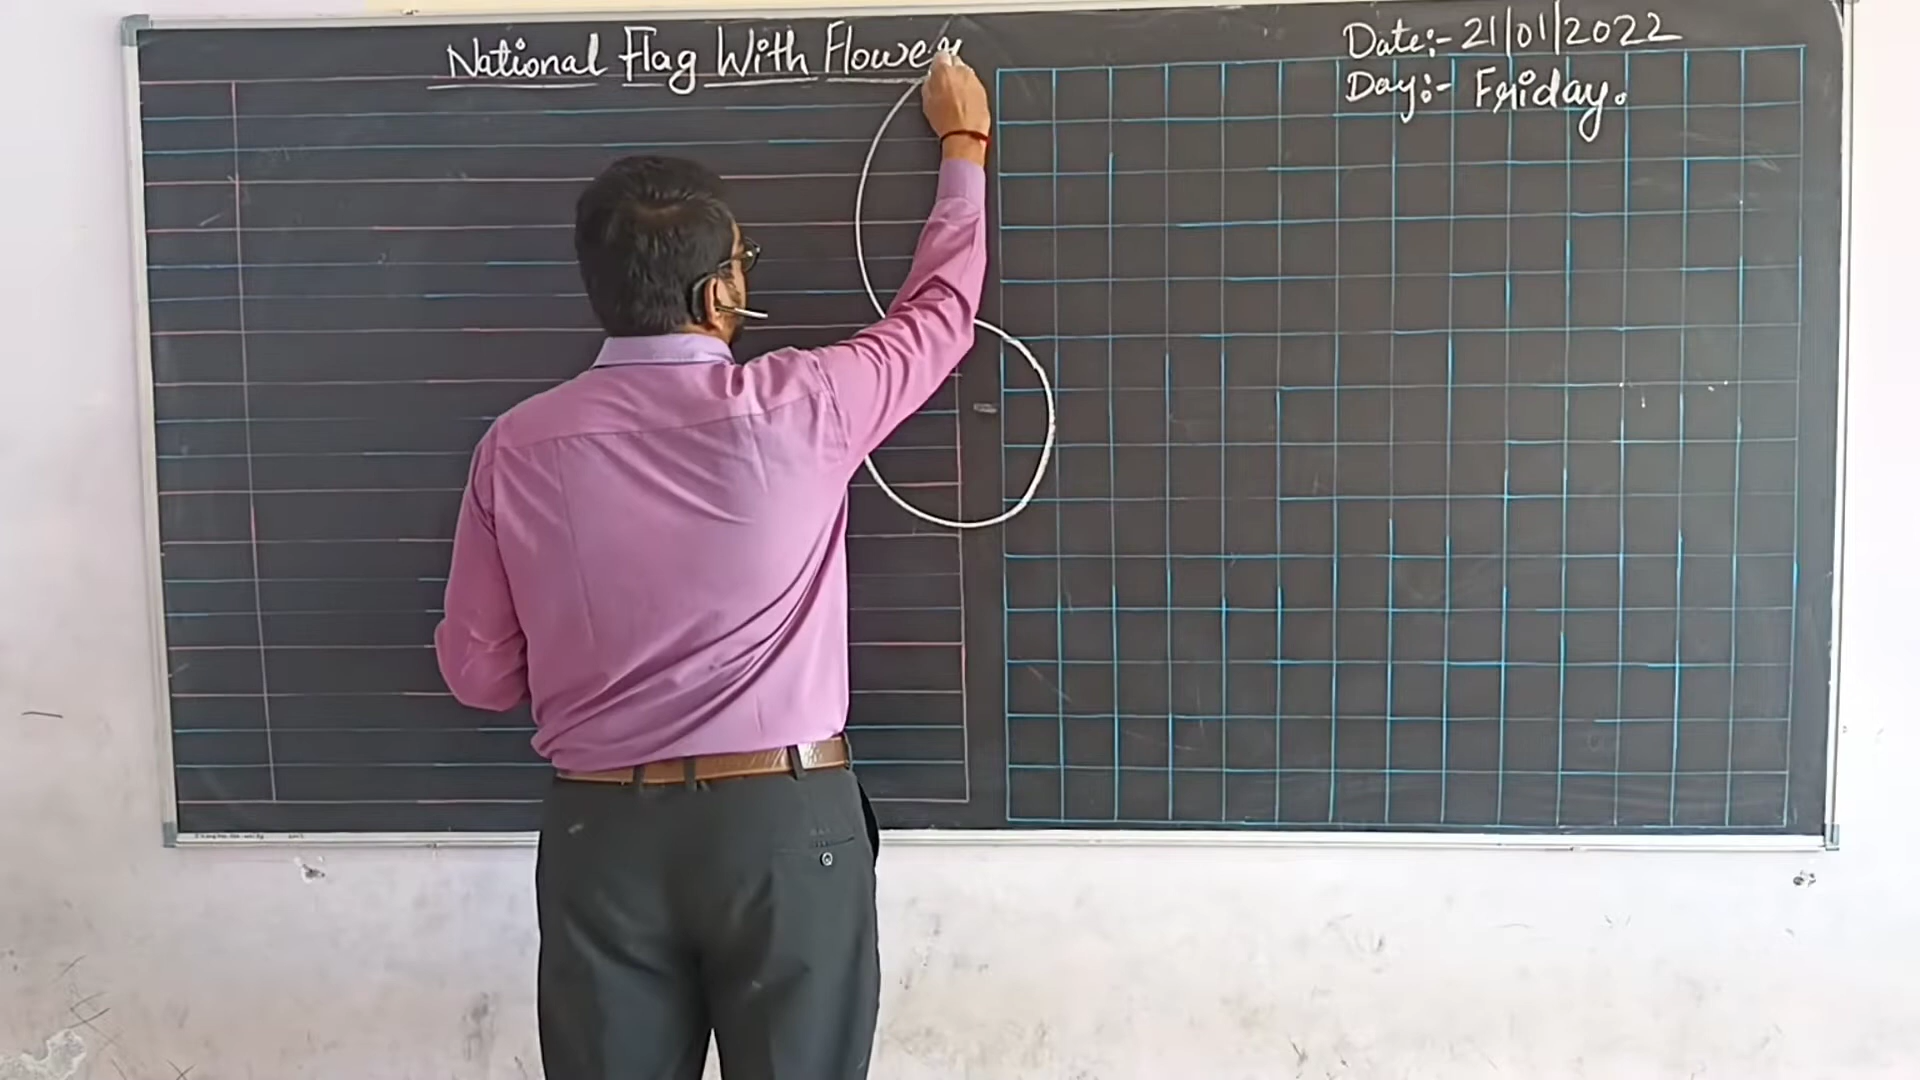 National Flag With Flower
Date:- 21/01/2022
Day:- Friday.